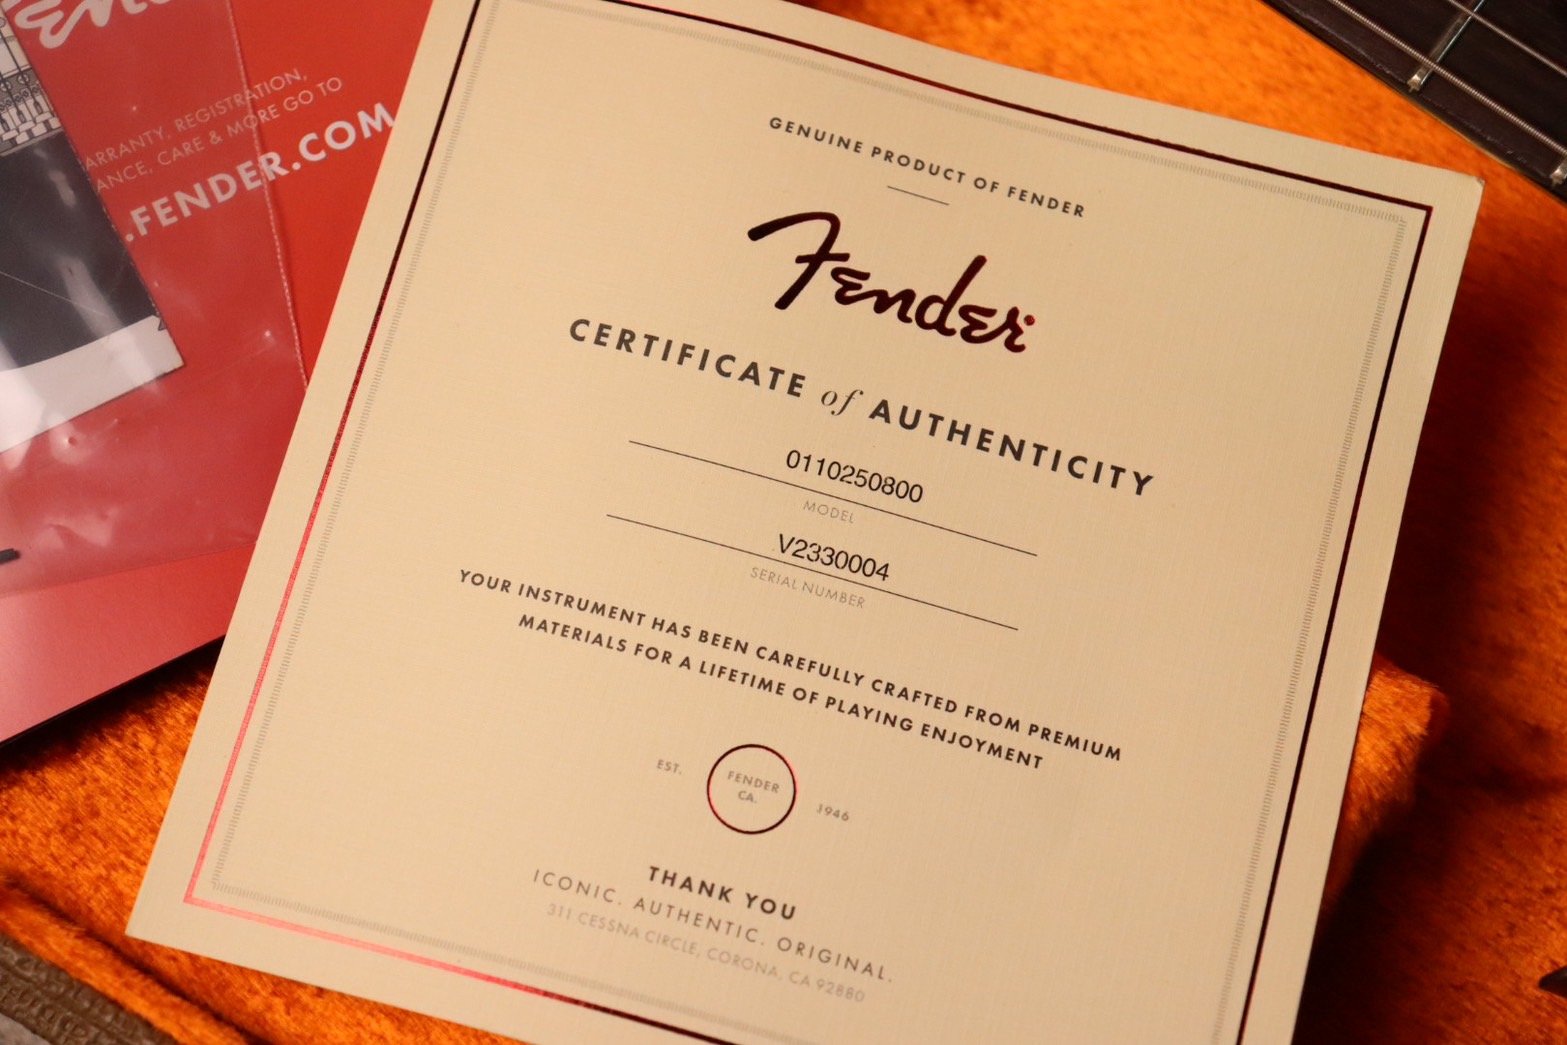 WARRANTY, REGISTRATION,
CARE & MORE GO TO
.FENDER.COM
GENUINE PRODUCT OF FENDER
Fender
CERTIFICATE of AUTHENTICITY
0110250800
MODEL
V2330004
SERIAL NUMBER
YOUR INSTRUMENT HAS BEEN CAREFULLY CRAFTED FROM PREMIUM
MATERIALS FOR A LIFETIME OF PLAYING ENJOYMENT
EST.
FENDER
CA.
1946
THANK YOU
ICONIC. AUTHENTIC. ORIGINAL.
311 CESSNA CIRCLE, CORONA, CA 92880